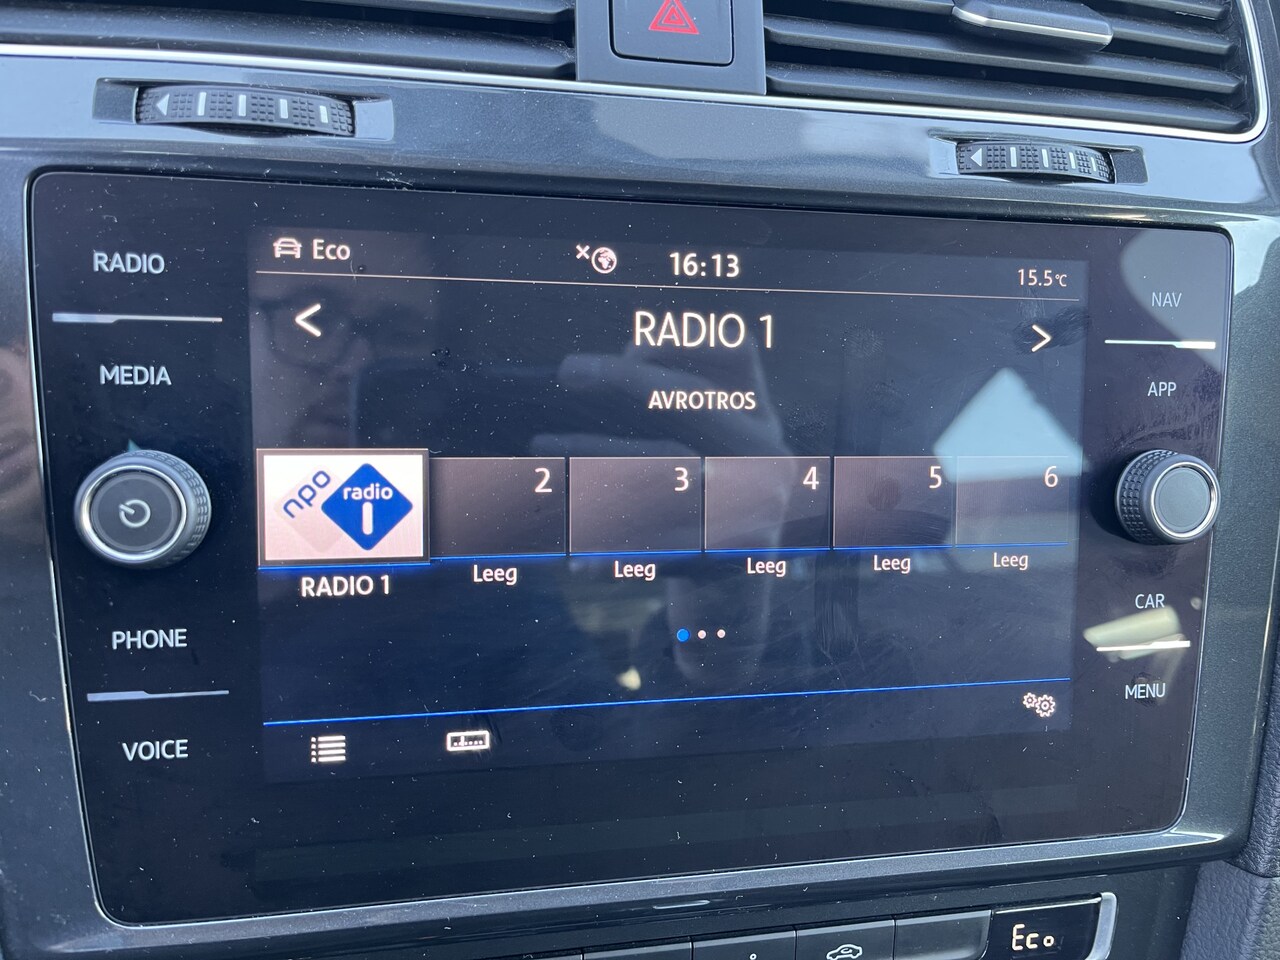 RADIO
MEDIA
PHONE
VOICE
Eco
16:13
15.5°C
<
RADIO 1
>
AVROTROS
npo
radio
1
2
3
4
5
6
RADIO 1
Leeg
Leeg
Leeg
Leeg
Leeg
NAV
APP
CAR
MENU
Eco